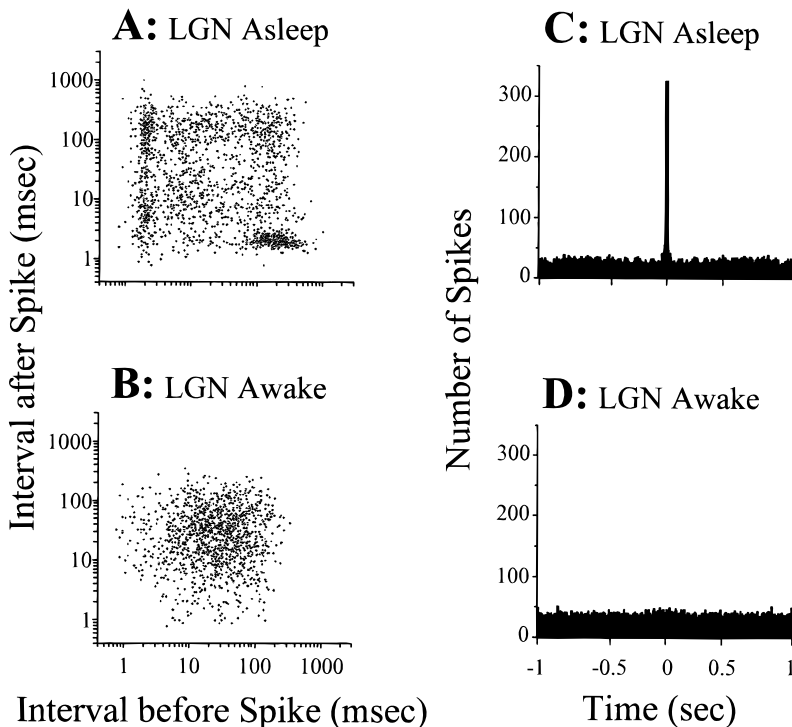 A: LGN Asleep
1000
100
10
1
Interval after Spike (msec)
B: LGN Awake
1000
100
10
1
1 10 100 1000
Interval before Spike (msec)
C: LGN Asleep
300
200
100
0
Number of Spikes
D: LGN Awake
300
200
100
0
-1 -0.5 0 0.5 1
Time (sec)